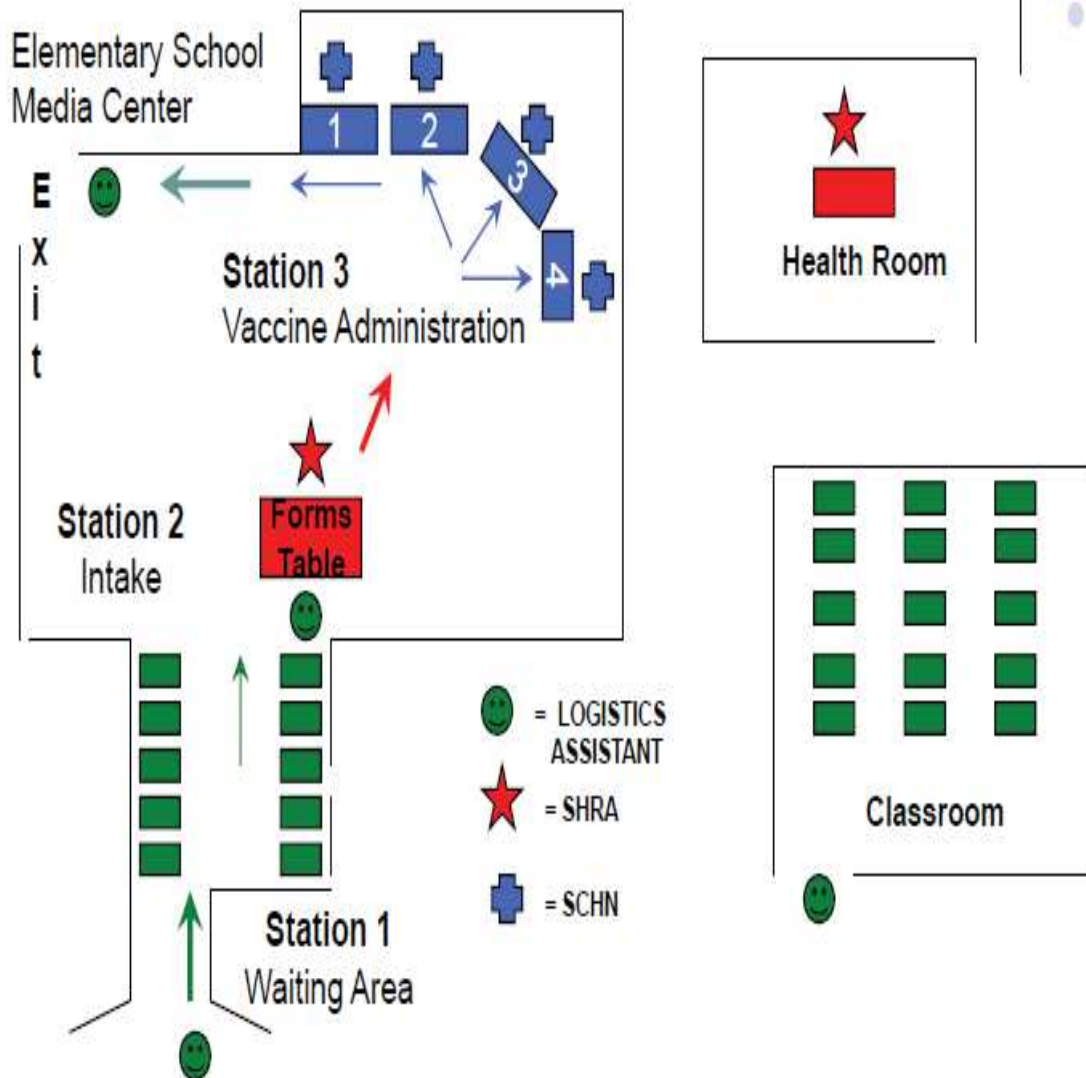 Elementary School
Media Center
1
2
3
4
E
x
i
t
Station 3
Vaccine Administration
Health Room
Station 2
Intake
Forms
Table
= LOGISTICS
ASSISTANT
= SHRA
= SCHN
Classroom
Station 1
Waiting Area